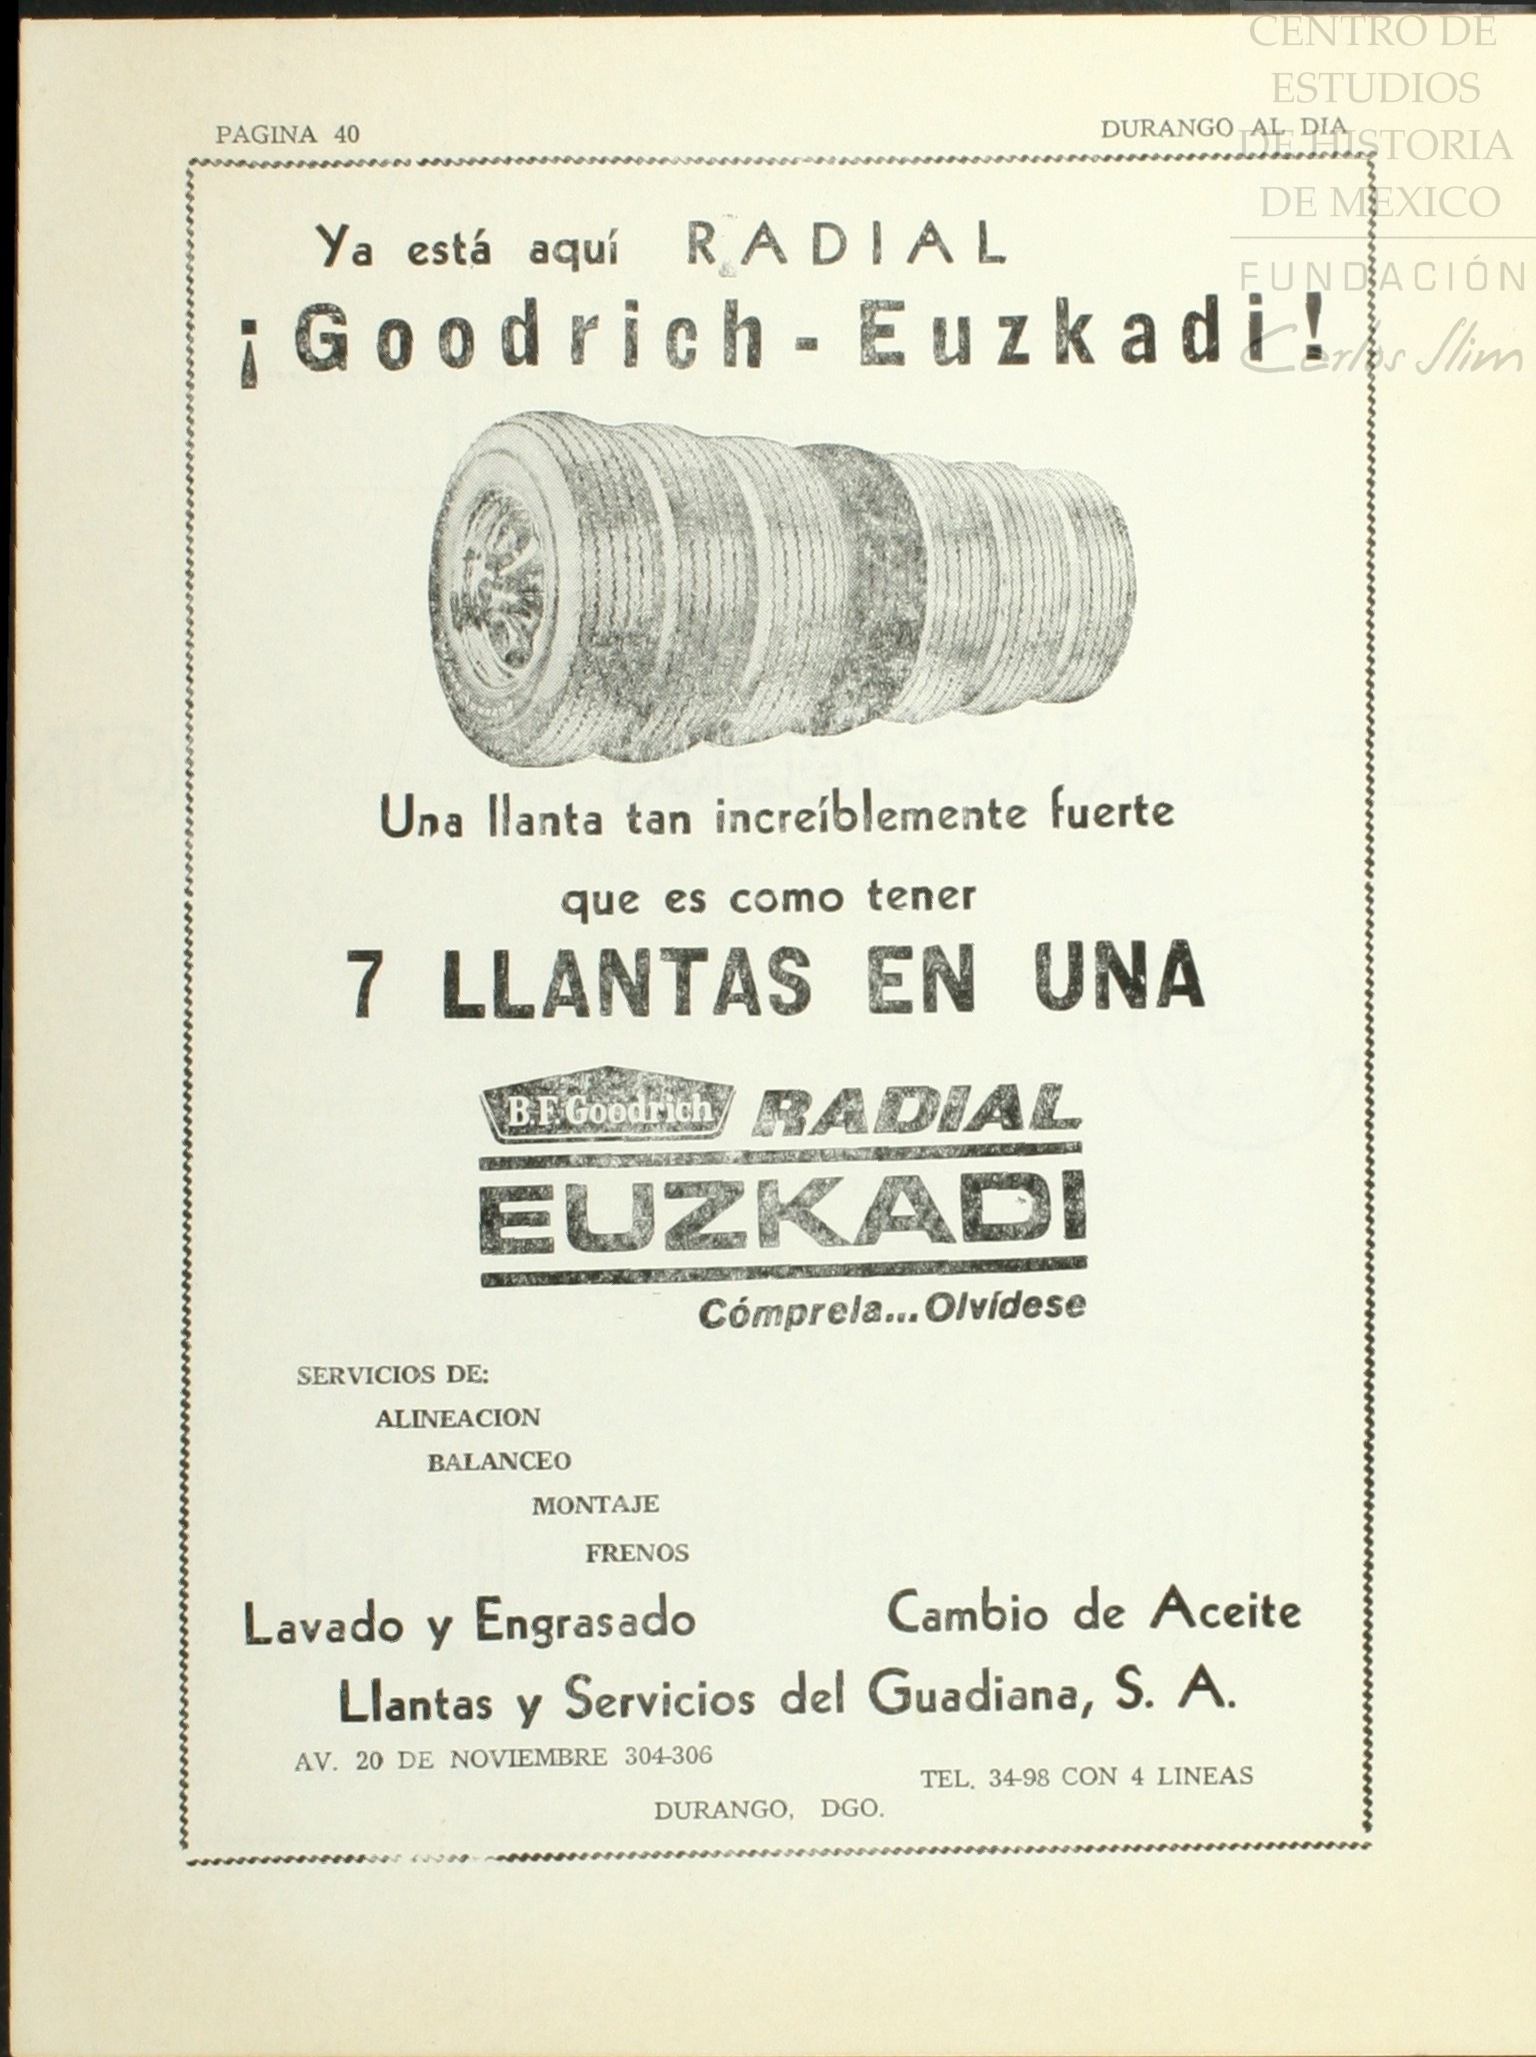 CENTRO DE
ESTUDIOS
DE HISTORIA
DE MEXICO
FUNDACIÓN
Carlos Slim
PAGINA 40
DURANGO AL DIA
Ya está aquí RADIAL
¡Goodrich-Euzkadi!
Una llanta tan increíblemente fuerte
que es como tener
7 LLANTAS EN UNA
B.F.Goodrich RADIAL
EUZKADI
Cómprela...Olvídese
SERVICIOS DE:
ALINEACION
BALANCEO
MONTAJE
FRENOS
Lavado y Engrasado
Cambio de Aceite
Llantas y Servicios del Guadiana, S. A.
AV. 20 DE NOVIEMBRE 304-306
TEL. 34-98 CON 4 LINEAS
DURANGO, DGO.